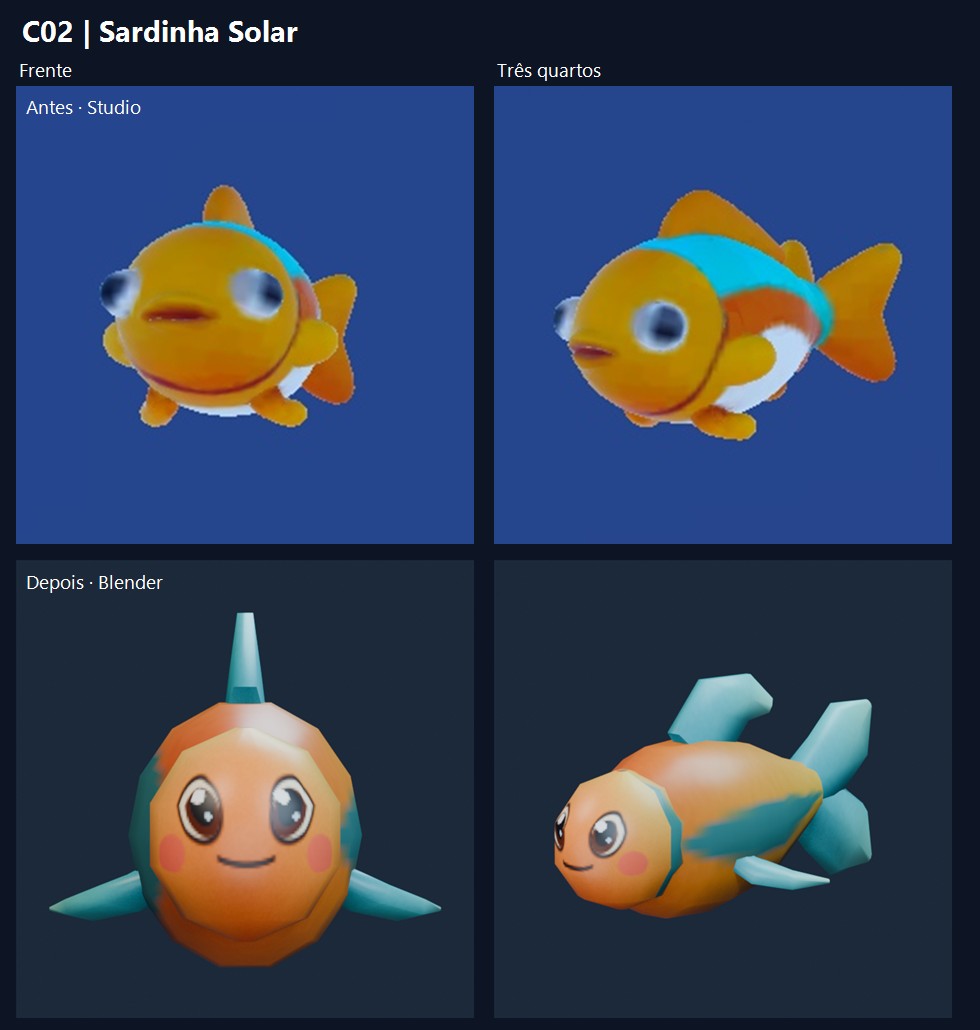 C02 | Sardinha Solar
Frente
Três quartos
Antes · Studio
Depois · Blender